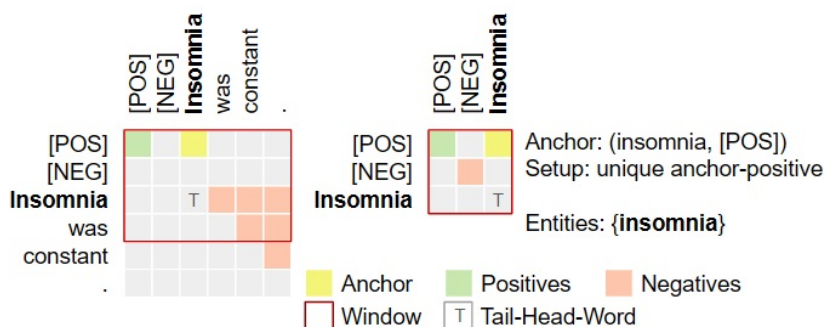 [POS] [NEG] Insomnia was constant .
[POS] [NEG] Insomnia
[POS]
[NEG]
Insomnia T
was
constant
.
[POS]
[NEG]
Insomnia T
Anchor: (insomnia, [POS])
Setup: unique anchor-positive
Entities: {insomnia}
Anchor Positives Negatives
Window T Tail-Head-Word